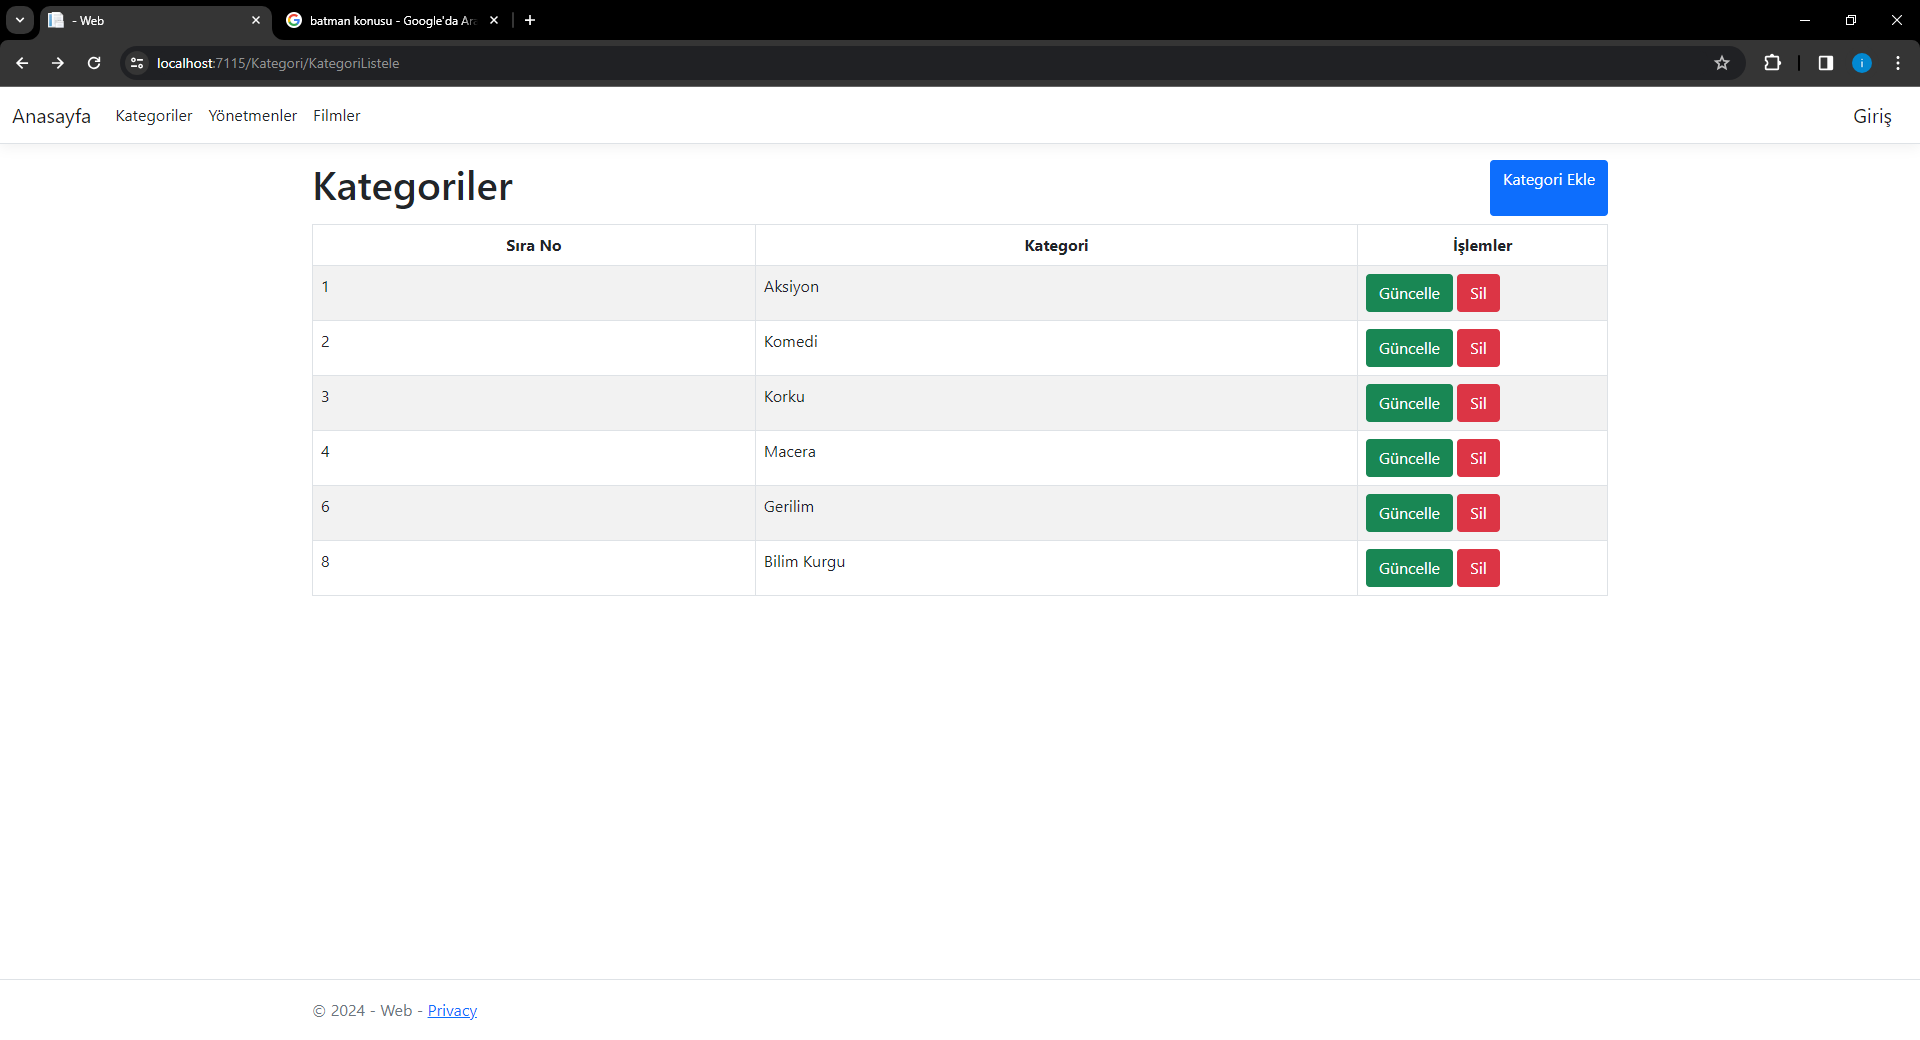 - Web
batman konusu - Google'da Ara
localhost:7115/Kategori/KategoriListele
i
Anasayfa Kategoriler Yönetmenler Filmler Giriş
Kategoriler Kategori Ekle
Sıra No Kategori İşlemler
1 Aksiyon Güncelle Sil
2 Komedi Güncelle Sil
3 Korku Güncelle Sil
4 Macera Güncelle Sil
6 Gerilim Güncelle Sil
8 Bilim Kurgu Güncelle Sil
© 2024 - Web - Privacy